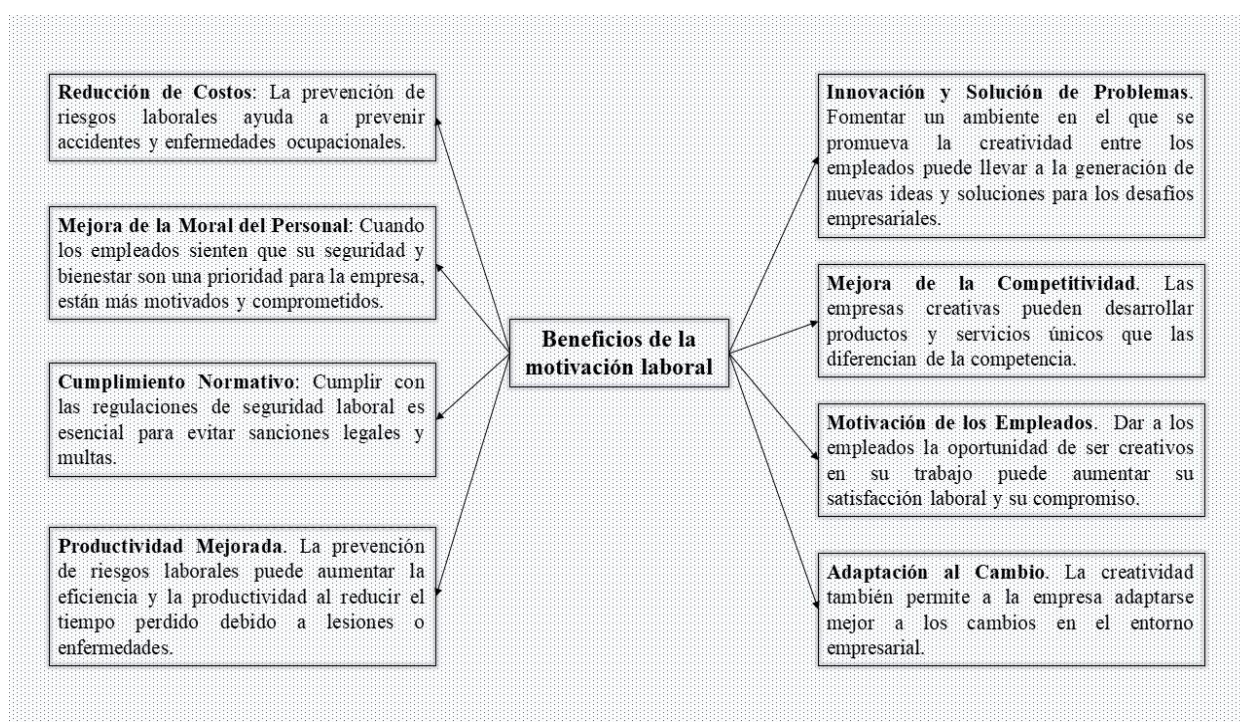 Reducción de Costos: La prevención de
riesgos laborales ayuda a prevenir
accidentes y enfermedades ocupacionales.
Mejora de la Moral del Personal: Cuando
los empleados sienten que su seguridad y
bienestar son una prioridad para la empresa,
están más motivados y comprometidos.
Cumplimiento Normativo: Cumplir con
las regulaciones de seguridad laboral es
esencial para evitar sanciones legales y
multas.
Productividad Mejorada. La prevención
de riesgos laborales puede aumentar la
eficiencia y la productividad al reducir el
tiempo perdido debido a lesiones o
enfermedades.
Beneficios de la
motivación laboral
Innovación y Solución de Problemas.
Fomentar un ambiente en el que se
promueva la creatividad entre los
empleados puede llevar a la generación de
nuevas ideas y soluciones para los desafíos
empresariales.
Mejora de la Competitividad. Las
empresas creativas pueden desarrollar
productos y servicios únicos que las
diferencian de la competencia.
Motivación de los Empleados. Dar a los
empleados la oportunidad de ser creativos
en su trabajo puede aumentar su
satisfacción laboral y su compromiso.
Adaptación al Cambio. La creatividad
también permite a la empresa adaptarse
mejor a los cambios en el entorno
empresarial.